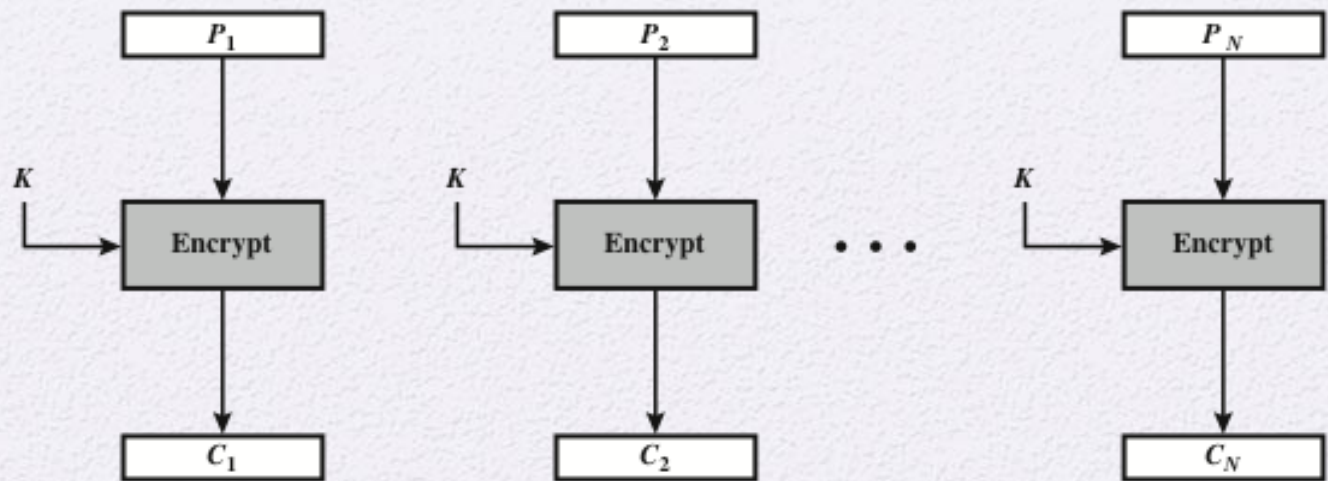 P1 P2 PN
K K K
Encrypt Encrypt • • • Encrypt
C1 C2 CN